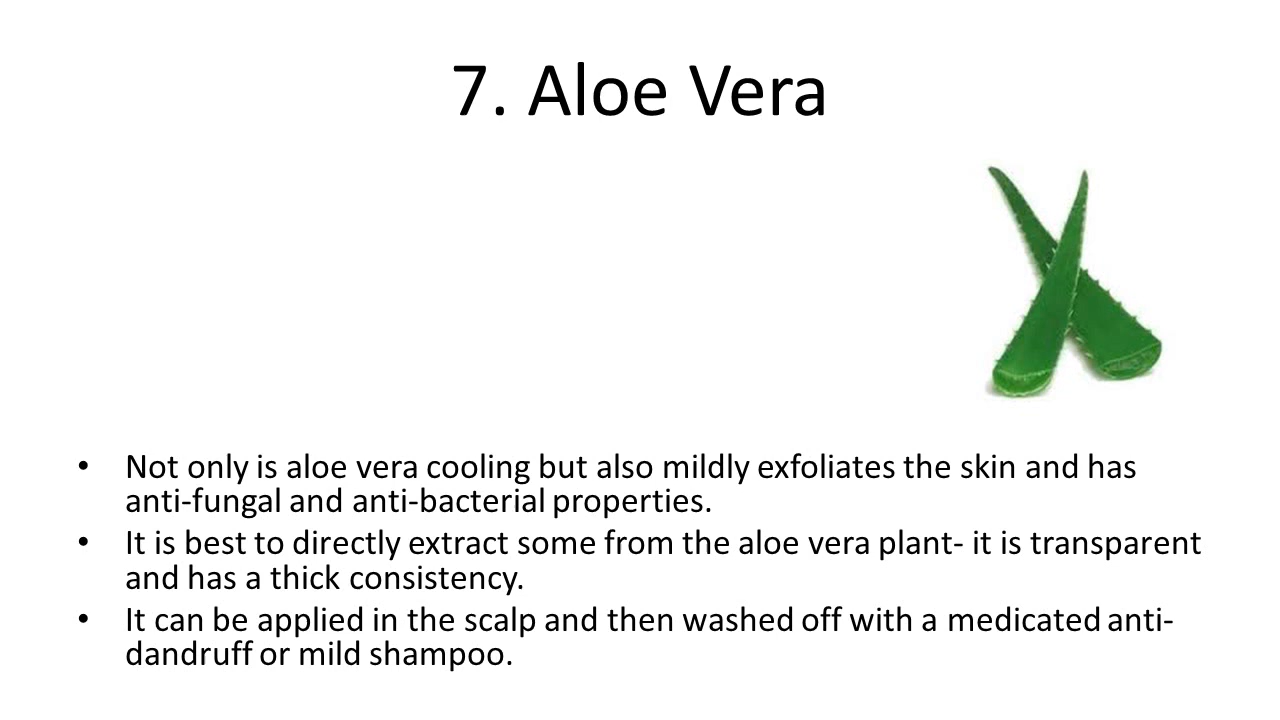 7. Aloe Vera
• Not only is aloe vera cooling but also mildly exfoliates the skin and has
anti-fungal and anti-bacterial properties.
• It is best to directly extract some from the aloe vera plant- it is transparent
and has a thick consistency.
• It can be applied in the scalp and then washed off with a medicated anti-
dandruff or mild shampoo.